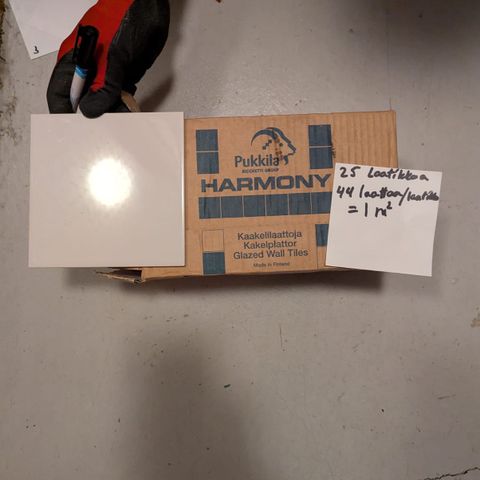 3
Pukkila
RICCHETTI GROUP
HARMONY
Kaakelilaattoja
Kakelplattor
Glazed Wall Tiles
Made in Finland
25 Laatikkoa
44 laattaa/laatikko
= 1 m²